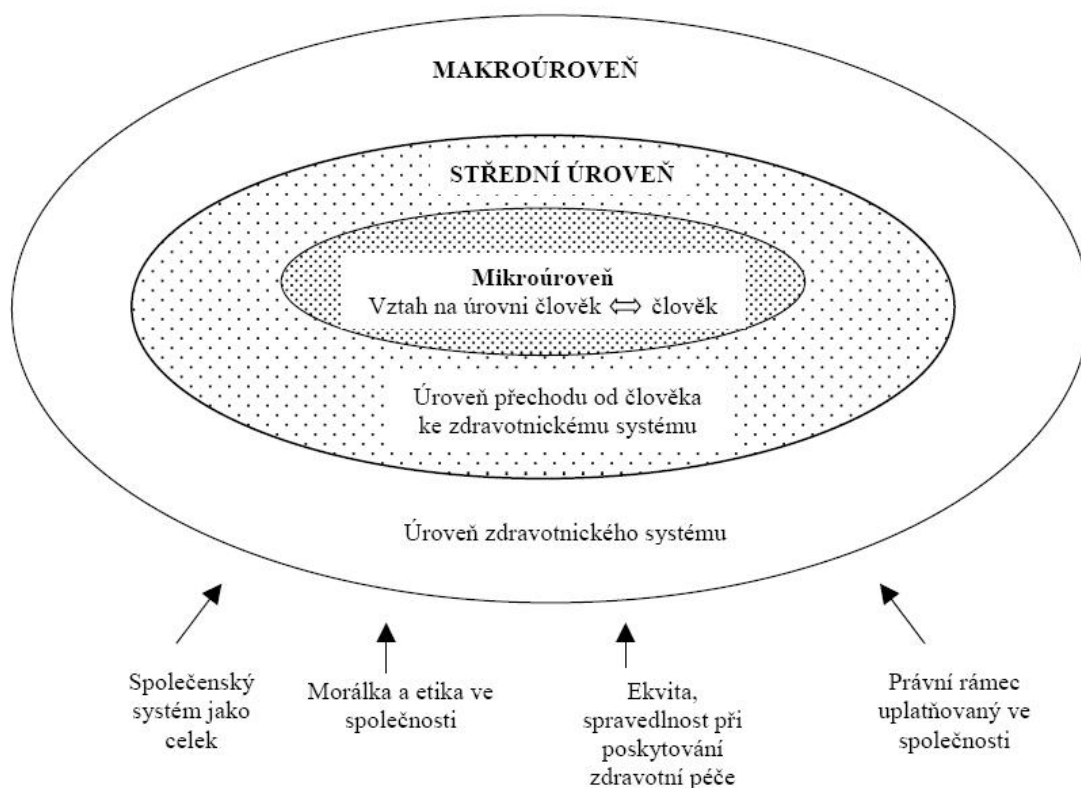 MAKROÚROVEŇ
STŘEDNÍ ÚROVEŇ
Mikroúroveň
Vztah na úrovni člověk ⇔ člověk
Úroveň přechodu od člověka
ke zdravotnickému systému
Úroveň zdravotnického systému
Společenský
systém jako
celek
Morálka a etika ve
společnosti
Ekvita,
spravedlnost při
poskytování
zdravotní péče
Právní rámec
uplatňovaný ve
společnosti